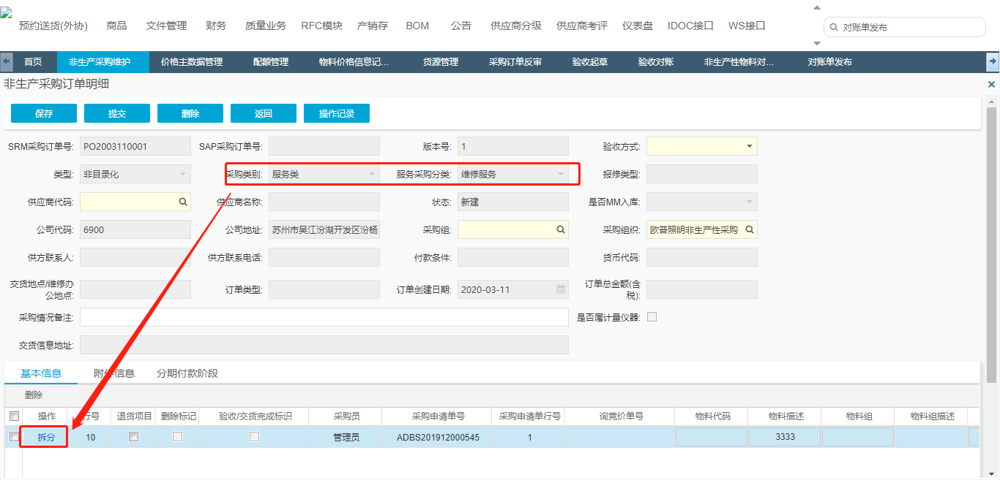 预约送货(外协) 商品 文件管理 财务 质量业务 RFC模块 产销存 BOM 公告 供应商分级 供应商考评 仪表盘 IDOC接口 WS接口 对账单发布
首页 非生产采购维护 价格主数据管理 配额管理 物料价格信息记... 货源管理 采购订单反审 验收起草 验收对账 非生产性物料对... 对账单发布
非生产采购订单明细
保存 提交 删除 返回 操作记录
SRM采购订单号: PO2003110001 SAP采购订单号: 版本号: 1 验收方式:
类型: 非目录化 采购类别: 服务类 服务采购分类: 维修服务 报修类型:
供应商代码: 供应商名称: 状态: 新建 是否MM入库:
公司代码: 6900 公司地址: 苏州市吴江汾湖开发区汾杨 采购组: 采购组织: 欧普照明非生产性采购
供方联系人: 供方联系电话: 付款条件: 货币代码:
交货地点/维修办公地点: 订单类型: 订单创建日期: 2020-03-11 订单总金额(含税):
采购情况备注: 是否属计量仪器:
交货信息地址:
基本信息 附件信息 分期付款阶段
删除
操作 行号 退货项目 删除标记 验收/交货完成标识 采购员 采购申请单号 采购申请单行号 询竞价单号 物料代码 物料描述 物料组 物料组描述
拆分 10 管理员 ADBS201912000545 1 3333